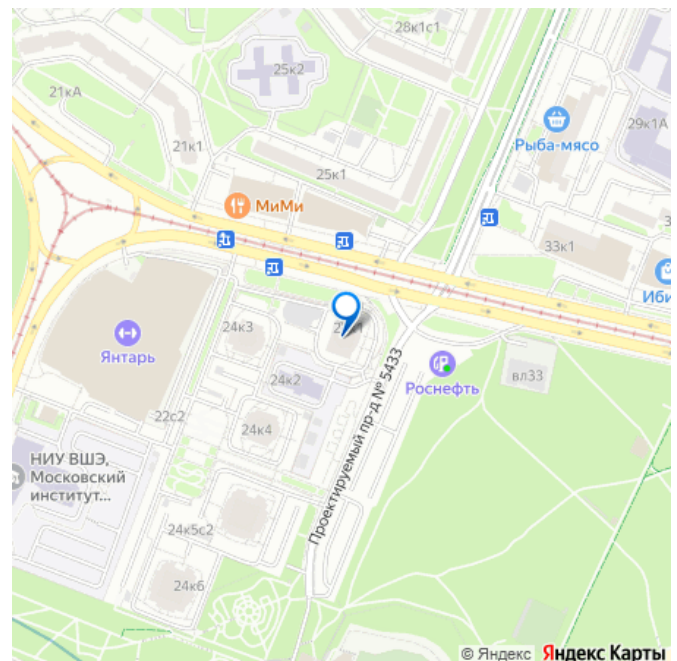 28к1с1
25к2
21кА
29к1А
Рыба-мясо
21к1
25к1
МиМи
33к1
Иби
24к3
Янтарь
Роснефть
вл33
24к2
22с2
24к4
НИУ ВШЭ,
Московский
институт...
Проектируемый пр-д № 5433
24к5с2
24к6
© Яндекс Яндекс Карты